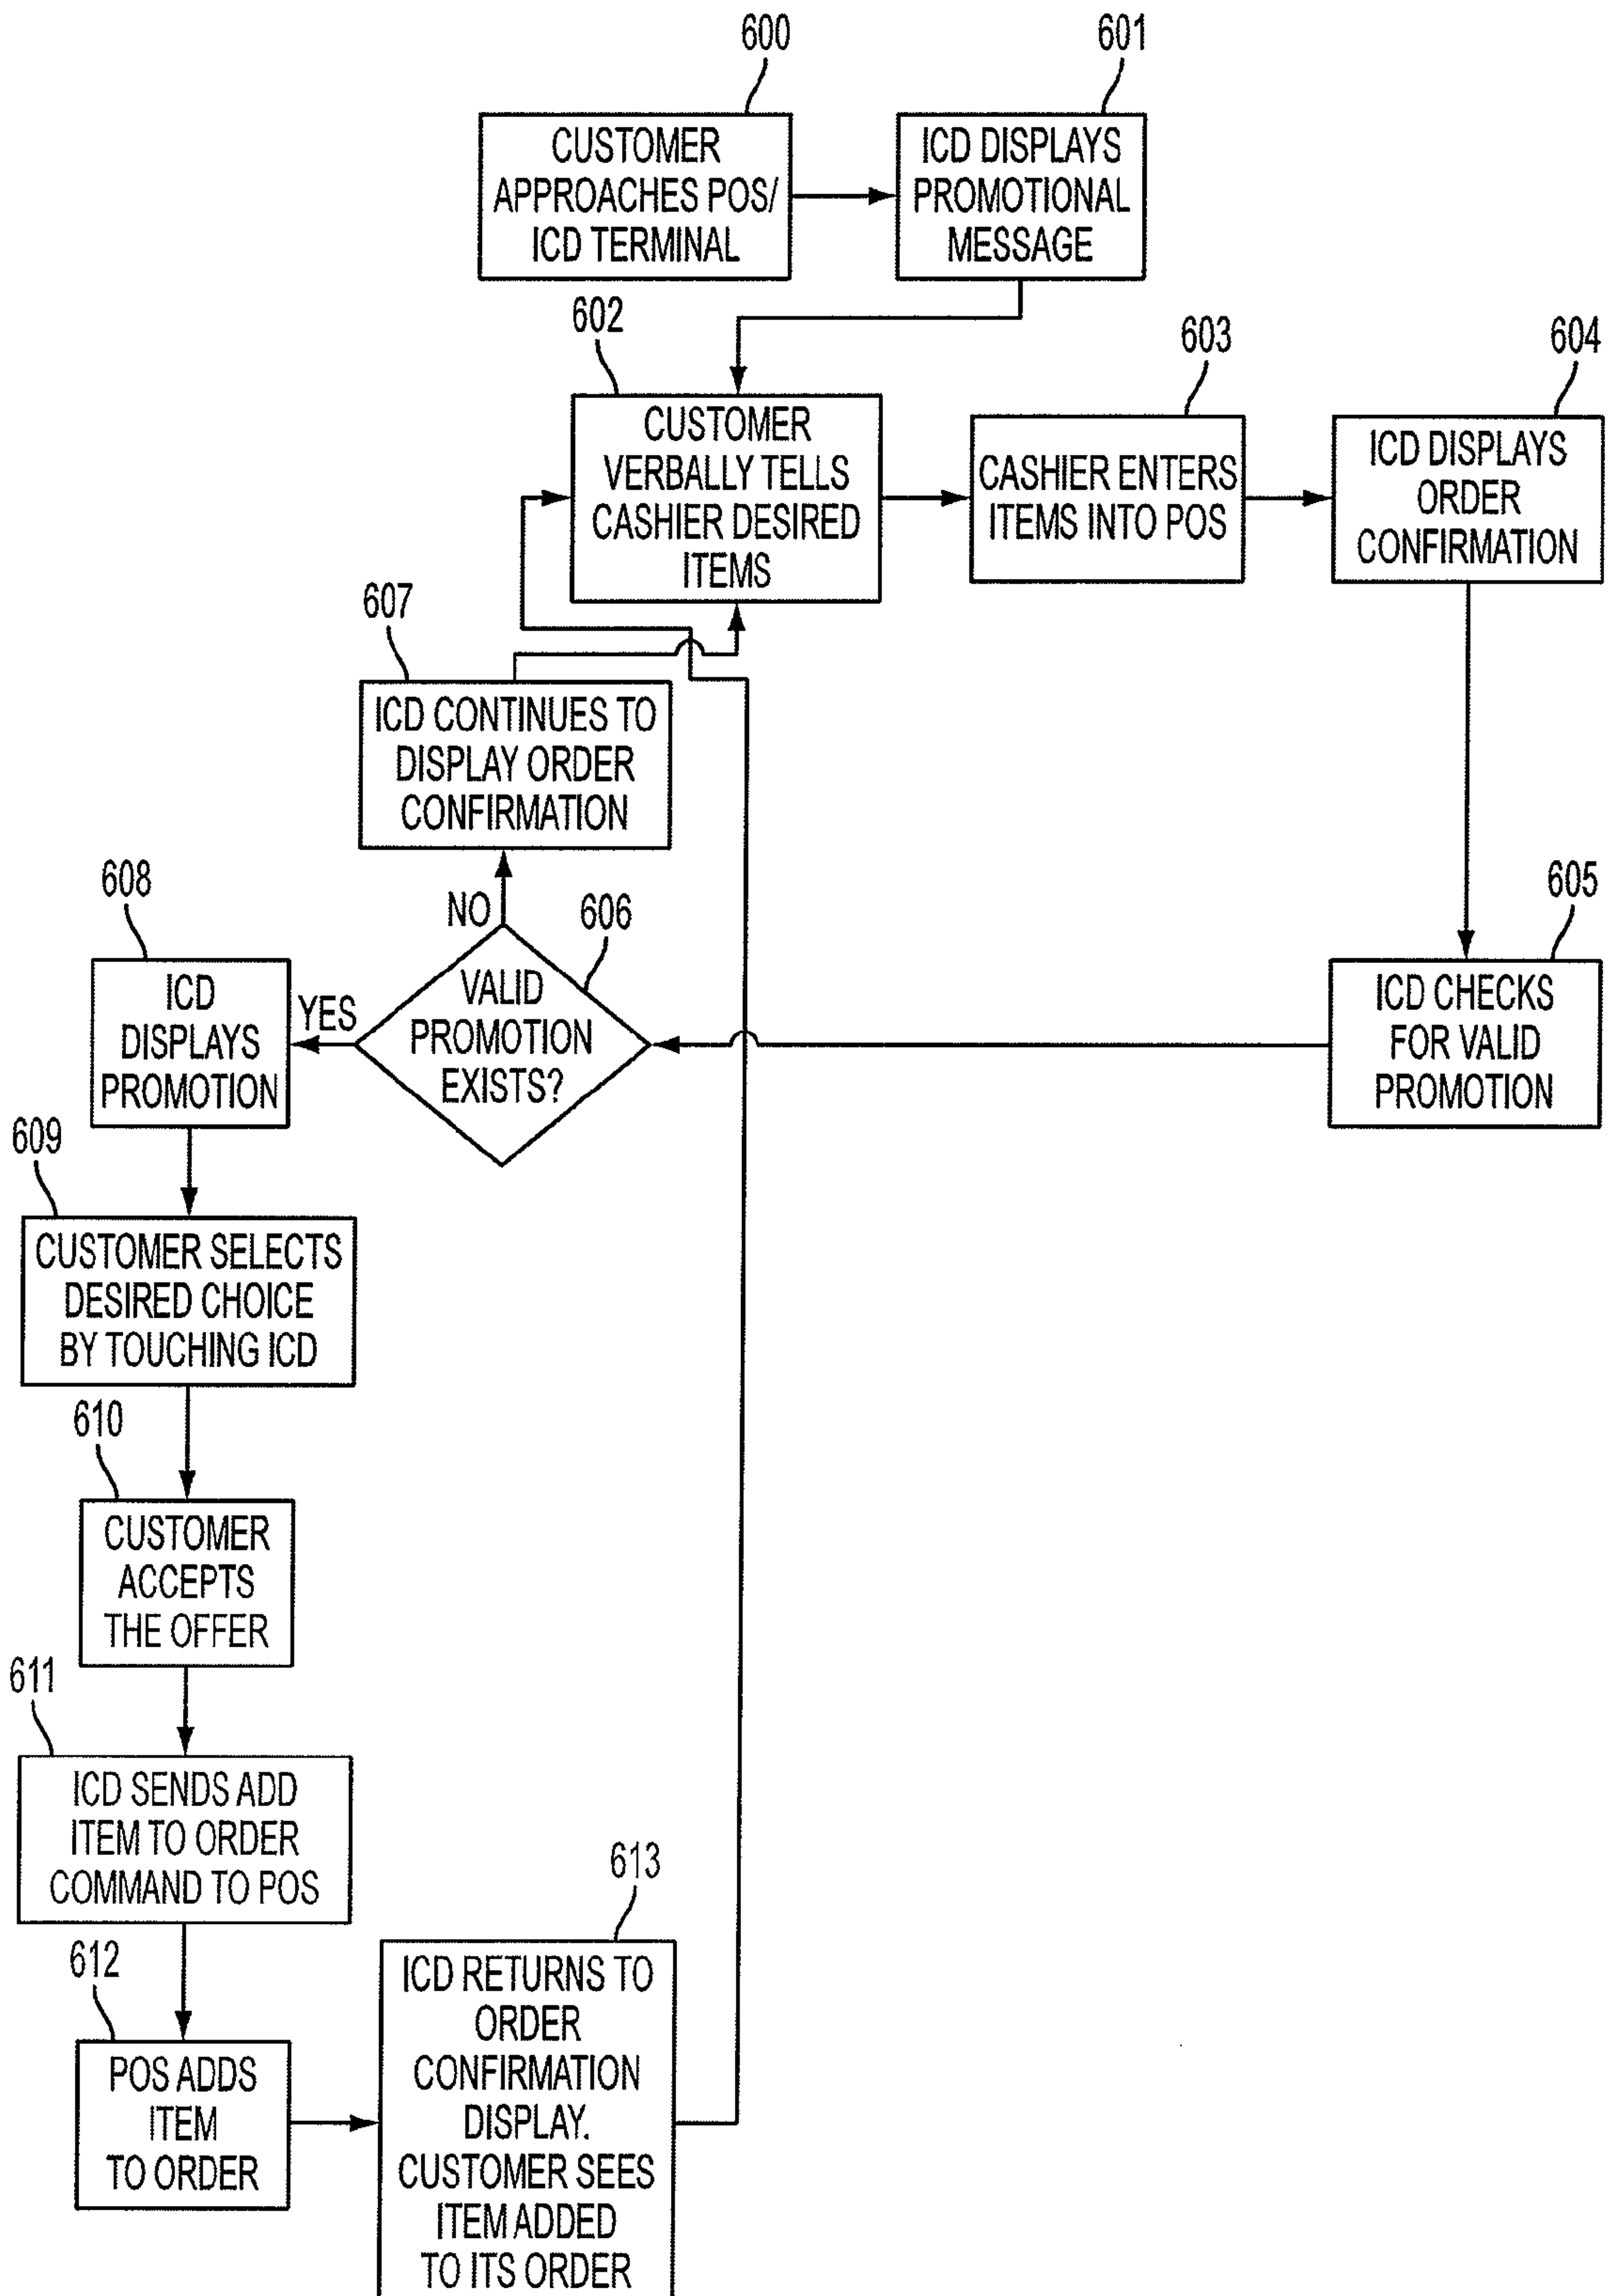 600
601
CUSTOMER
APPROACHES POS/
ICD TERMINAL
ICD DISPLAYS
PROMOTIONAL
MESSAGE
602
603
604
CUSTOMER
VERBALLY TELLS
CASHIER DESIRED
ITEMS
CASHIER ENTERS
ITEMS INTO POS
ICD DISPLAYS
ORDER
CONFIRMATION
607
ICD CONTINUES TO
DISPLAY ORDER
CONFIRMATION
608
NO
606
605
ICD
DISPLAYS
PROMOTION
YES
VALID
PROMOTION
EXISTS?
ICD CHECKS
FOR VALID
PROMOTION
609
CUSTOMER SELECTS
DESIRED CHOICE
BY TOUCHING ICD
610
CUSTOMER
ACCEPTS
THE OFFER
611
ICD SENDS ADD
ITEM TO ORDER
COMMAND TO POS
612
POS ADDS
ITEM
TO ORDER
613
ICD RETURNS TO
ORDER
CONFIRMATION
DISPLAY.
CUSTOMER SEES
ITEM ADDED
TO ITS ORDER